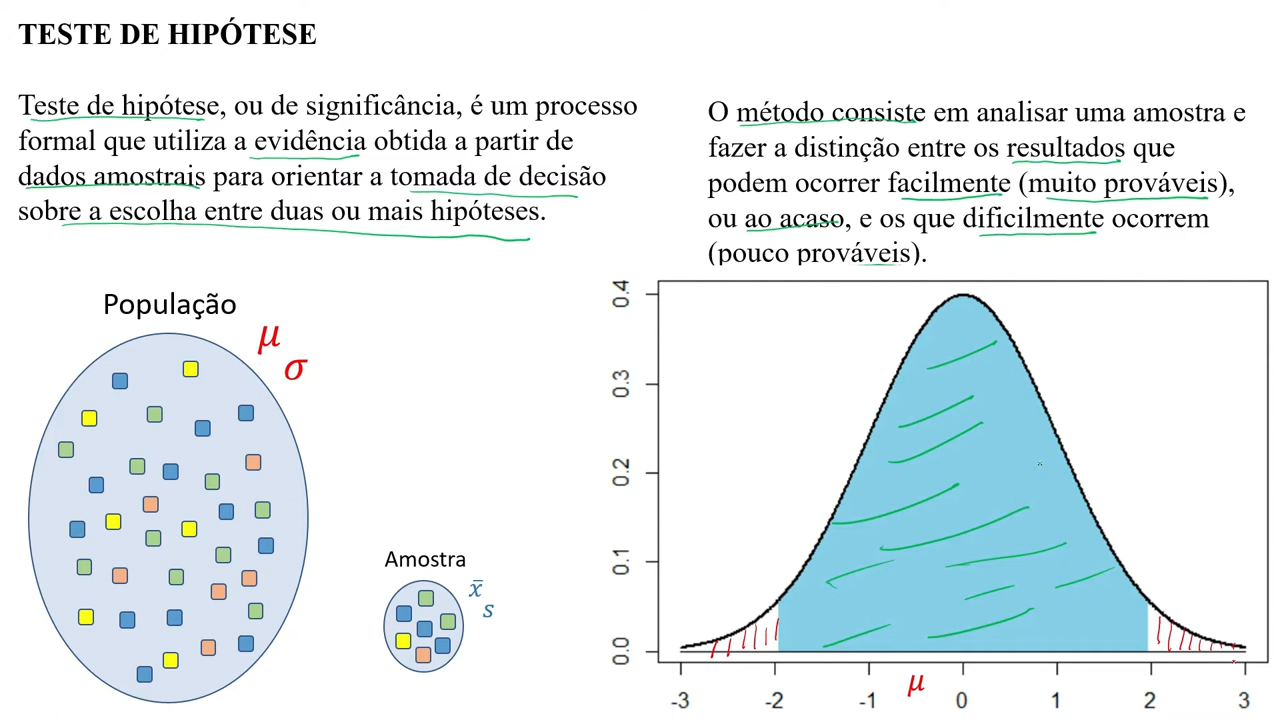 TESTE DE HIPÓTESE
Teste de hipótese, ou de significância, é um processo
formal que utiliza a evidência obtida a partir de
dados amostrais para orientar a tomada de decisão
sobre a escolha entre duas ou mais hipóteses.
O método consiste em analisar uma amostra e
fazer a distinção entre os resultados que
podem ocorrer facilmente (muito prováveis),
ou ao acaso, e os que dificilmente ocorrem
(pouco prováveis).
População
μ
σ
Amostra
x̄
s
0.4
0.3
0.2
0.1
0.0
-3 -2 -1 0 1 2 3
μ